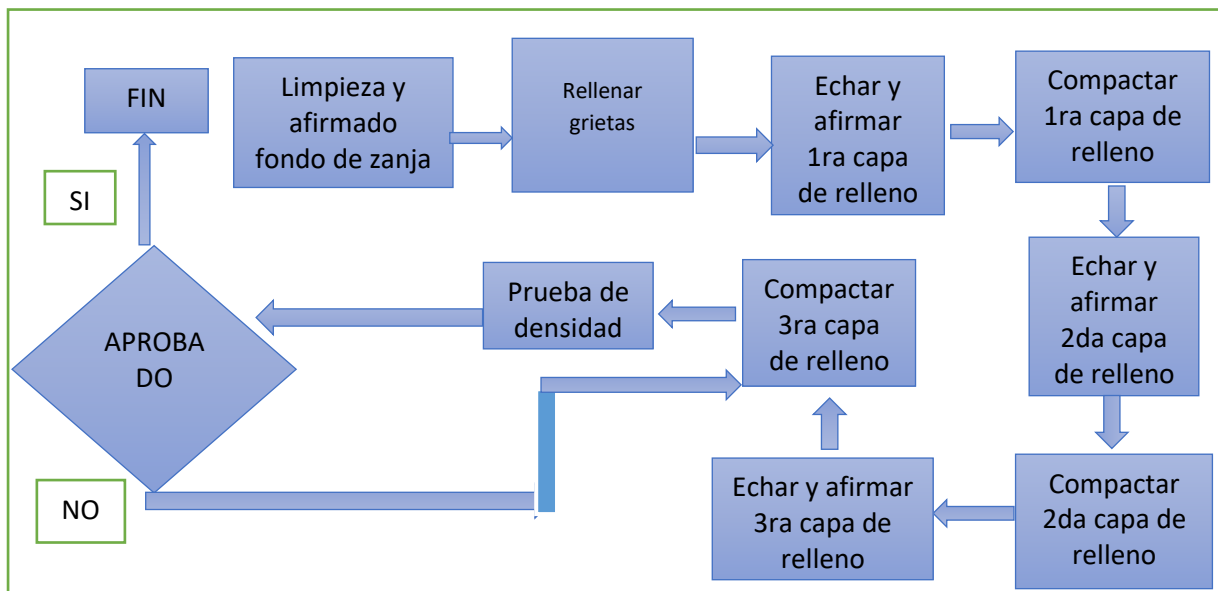 FIN
Limpieza y
afirmado
fondo de zanja
Rellenar
grietas
Echar y
afirmar
1ra capa
de relleno
Compactar
1ra capa de
relleno
SI
Echar y
afirmar
2da capa
de relleno
Compactar
3ra capa
de relleno
Prueba de
densidad
APROBA
DO
NO
Echar y afirmar
3ra capa de
relleno
Compactar
2da capa de
relleno